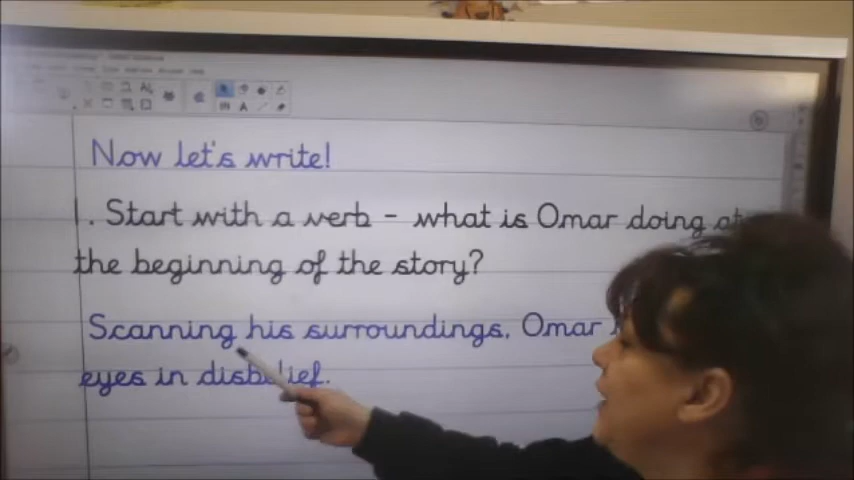 Now let's write!
1. Start with a verb - what is Omar doing at
the beginning of the story?
Scanning his surroundings, Omar
eyes in disbelief.